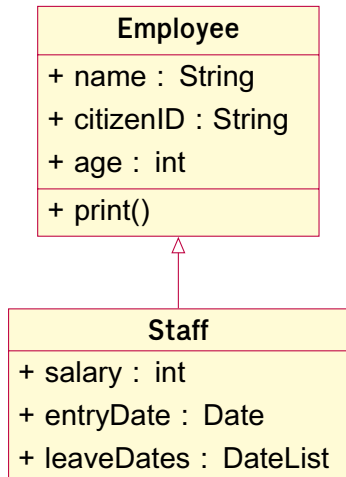 Employee
+ name : String
+ citizenID : String
+ age : int
+ print()
Staff
+ salary : int
+ entryDate : Date
+ leaveDates : DateList